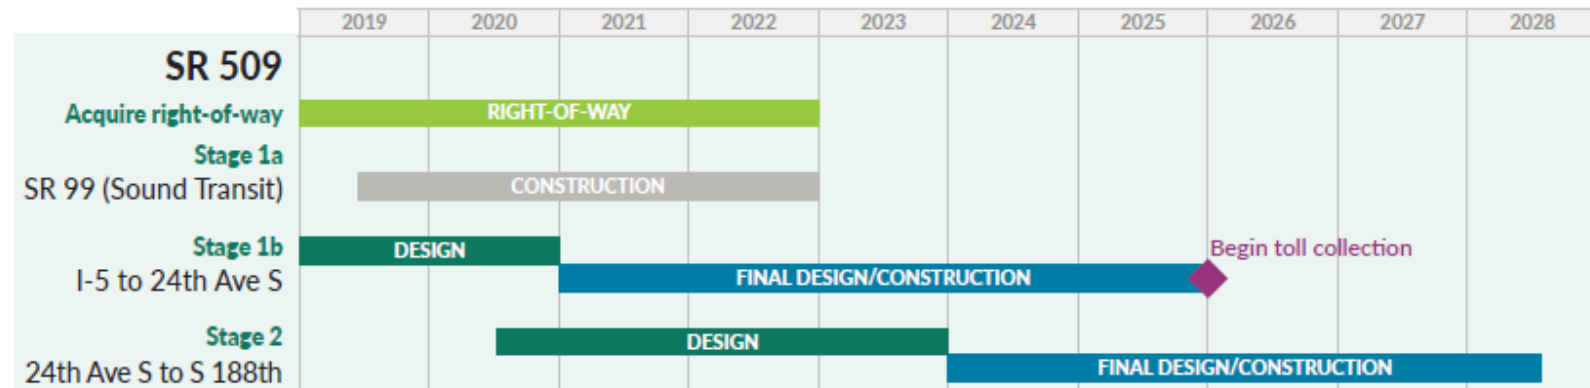 2019 2020 2021 2022 2023 2024 2025 2026 2027 2028
SR 509
Acquire right-of-way RIGHT-OF-WAY
Stage 1a
SR 99 (Sound Transit) CONSTRUCTION
Stage 1b DESIGN Begin toll collection
I-5 to 24th Ave S FINAL DESIGN/CONSTRUCTION
Stage 2 DESIGN
24th Ave S to S 188th FINAL DESIGN/CONSTRUCTION